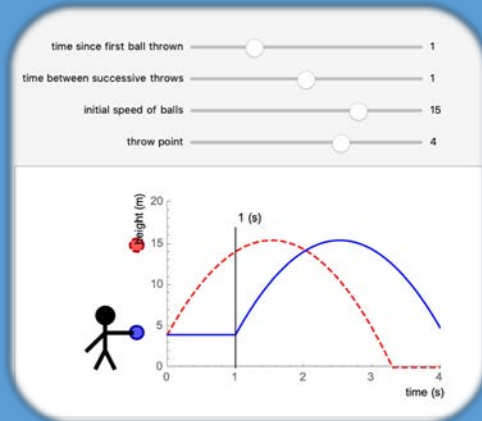 time since first ball thrown 1
time between successive throws 1
initial speed of balls 15
throw point 4
height (m)
20
15
10
5
0
1 (s)
0 1 2 3 4
time (s)